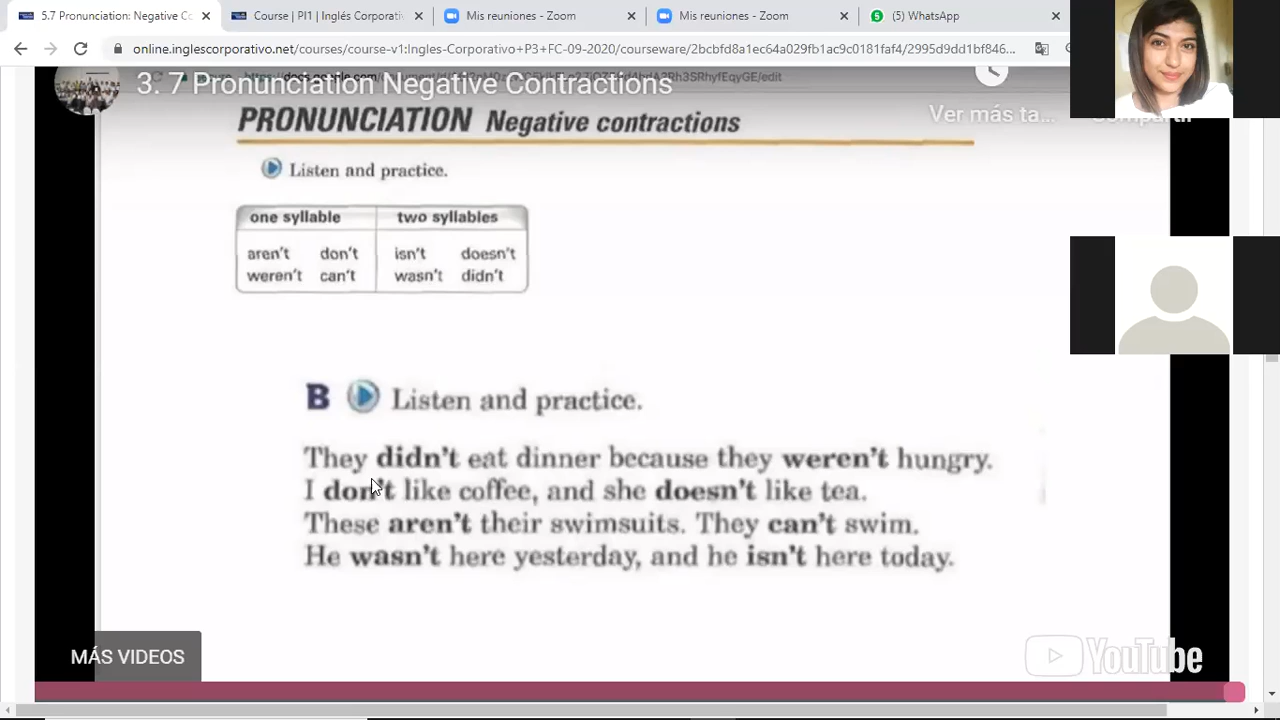 5.7 Pronunciation: Negative Co
Course | PI1 | Inglés Corporati
Mis reuniones - Zoom
Mis reuniones - Zoom
(5) WhatsApp
online.inglescorporativo.net/courses/course-v1:Ingles-Corporativo+P3+FC-09-2020/courseware/2bcbfd8a1ec64a029fb1ac9c0181faf4/2995d9dd1bf846...
3. 7 Pronunciation Negative Contractions
Ver más ta...
PRONUNCIATION Negative contractions
Listen and practice.
one syllable two syllables
aren't don't isn't doesn't
weren't can't wasn't didn't
B Listen and practice.
They didn't eat dinner because they weren't hungry.
I don't like coffee, and she doesn't like tea.
These aren't their swimsuits. They can't swim.
He wasn't here yesterday, and he isn't here today.
MÁS VIDEOS
YouTube